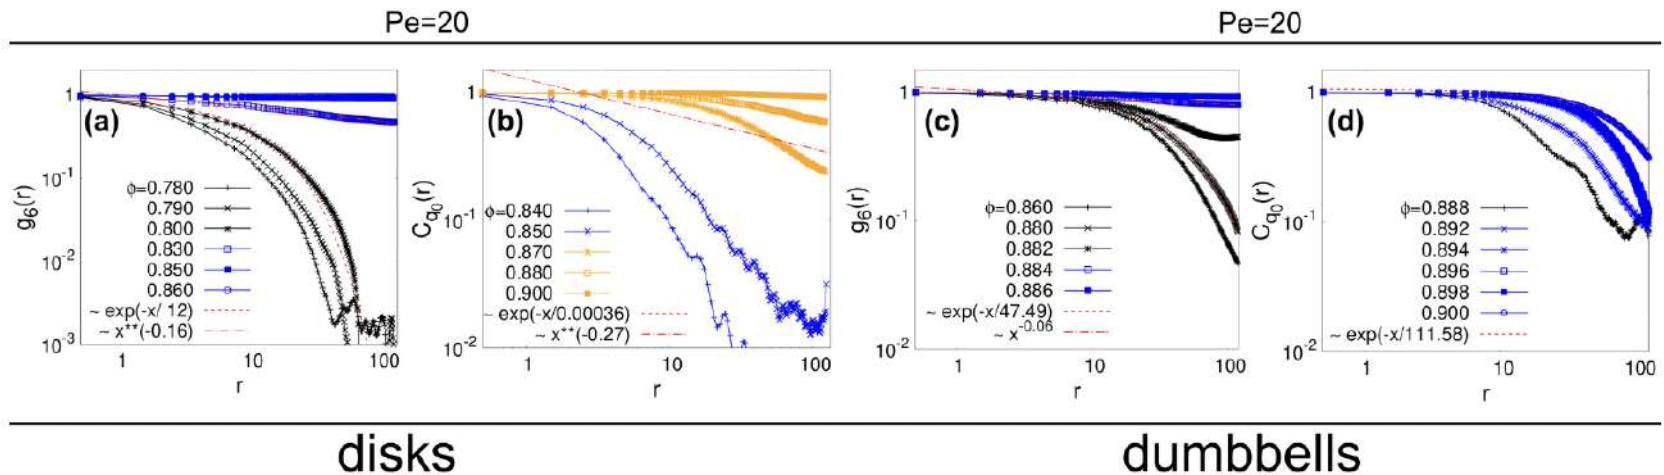 Pe=20
Pe=20
(a)
g6(r)
1
10^-1
10^-2
10^-3
ϕ=0.780
0.790
0.800
0.830
0.850
0.860
~ exp(-x/ 12)
~ x**(-0.16)
1
10
100
r
(b)
C_q0(r)
1
10^-1
10^-2
ϕ=0.840
0.850
0.870
0.880
0.900
~ exp(-x/0.00036)
~ x**(-0.27)
1
10
100
r
(c)
g6(r)
1
10^-1
10^-2
ϕ=0.860
0.880
0.882
0.884
0.886
~ exp(-x/47.49)
~ x^-0.06
1
10
100
r
(d)
C_q0(r)
1
10^-1
10^-2
ϕ=0.888
0.892
0.894
0.896
0.898
0.900
~ exp(-x/111.58)
1
10
100
r
disks
dumbbells